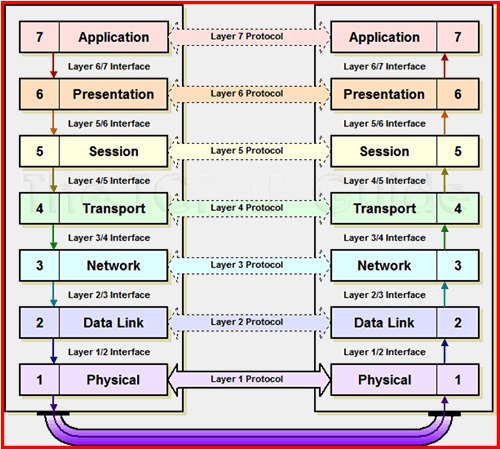 7 Application Layer 7 Protocol Application 7
Layer 6/7 Interface Layer 6/7 Interface
6 Presentation Layer 6 Protocol Presentation 6
Layer 5/6 Interface Layer 5/6 Interface
5 Session Layer 5 Protocol Session 5
Layer 4/5 Interface Layer 4/5 Interface
4 Transport Layer 4 Protocol Transport 4
Layer 3/4 Interface Layer 3/4 Interface
3 Network Layer 3 Protocol Network 3
Layer 2/3 Interface Layer 2/3 Interface
2 Data Link Layer 2 Protocol Data Link 2
Layer 1/2 Interface Layer 1/2 Interface
1 Physical Layer 1 Protocol Physical 1